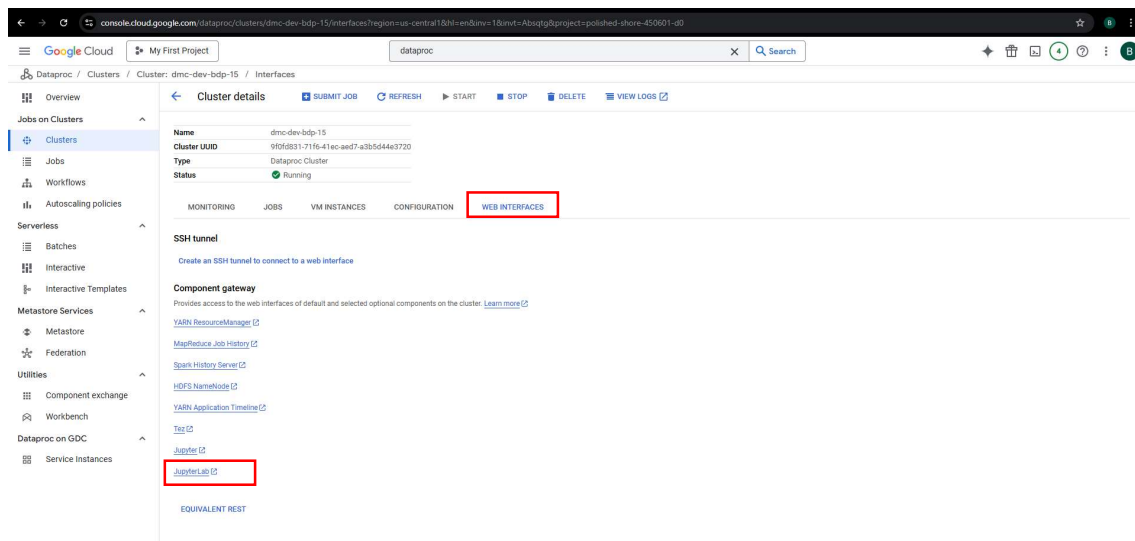 console.cloud.google.com/dataproc/clusters/dmc-dev-bdp-15/interfaces?region=us-central1&hl=en&inv=1&invt=Absqtg&project=polished-shore-450601-d0
B
Google Cloud
My First Project
dataproc
Search
4
B
Dataproc / Clusters / Cluster: dmc-dev-bdp-15 / Interfaces
Overview
Jobs on Clusters
Clusters
Jobs
Workflows
Autoscaling policies
Serverless
Batches
Interactive
Interactive Templates
Metastore Services
Metastore
Federation
Utilities
Component exchange
Workbench
Dataproc on GDC
Service Instances
Cluster details
SUBMIT JOB
REFRESH
START
STOP
DELETE
VIEW LOGS
Name dmc-dev-bdp-15
Cluster UUID 9f0fd831-71f6-41ec-aed7-a3b5d44e3720
Type Dataproc Cluster
Status Running
MONITORING
JOBS
VM INSTANCES
CONFIGURATION
WEB INTERFACES
SSH tunnel
Create an SSH tunnel to connect to a web interface
Component gateway
Provides access to the web interfaces of default and selected optional components on the cluster. Learn more
YARN ResourceManager
MapReduce Job History
Spark History Server
HDFS NameNode
YARN Application Timeline
Tez
Jupyter
JupyterLab
EQUIVALENT REST